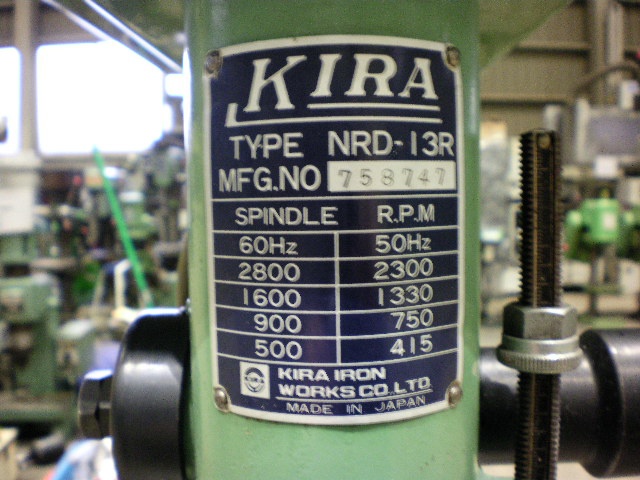 KIRA
TYPE NRD-13R
MFG.NO 758747
SPINDLE R.P.M
60Hz 50Hz
2800 2300
1600 1330
900 750
500 415
KIRA KIRA IRON
WORKS CO.LTD.
MADE IN JAPAN